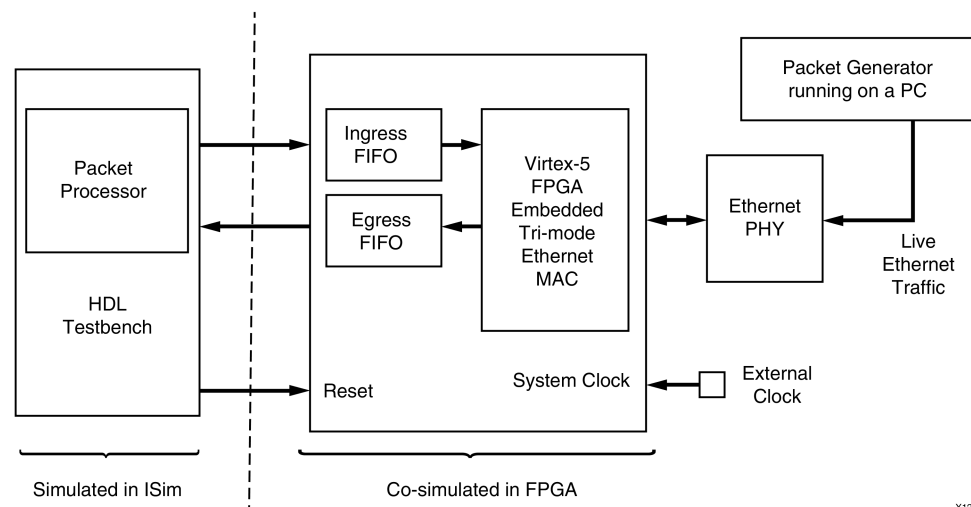 Packet Generator
running on a PC
Packet
Processor
HDL
Testbench
Ingress
FIFO
Egress
FIFO
Virtex-5
FPGA
Embedded
Tri-mode
Ethernet
MAC
Ethernet
PHY
Live
Ethernet
Traffic
Reset
System Clock
External
Clock
Simulated in ISim
Co-simulated in FPGA